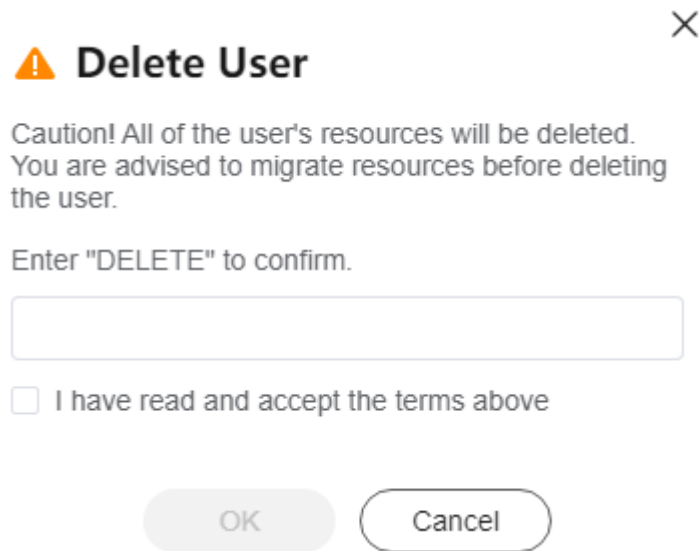 Delete User
Caution! All of the user's resources will be deleted.
You are advised to migrate resources before deleting
the user.
Enter "DELETE" to confirm.
I have read and accept the terms above
OK
Cancel